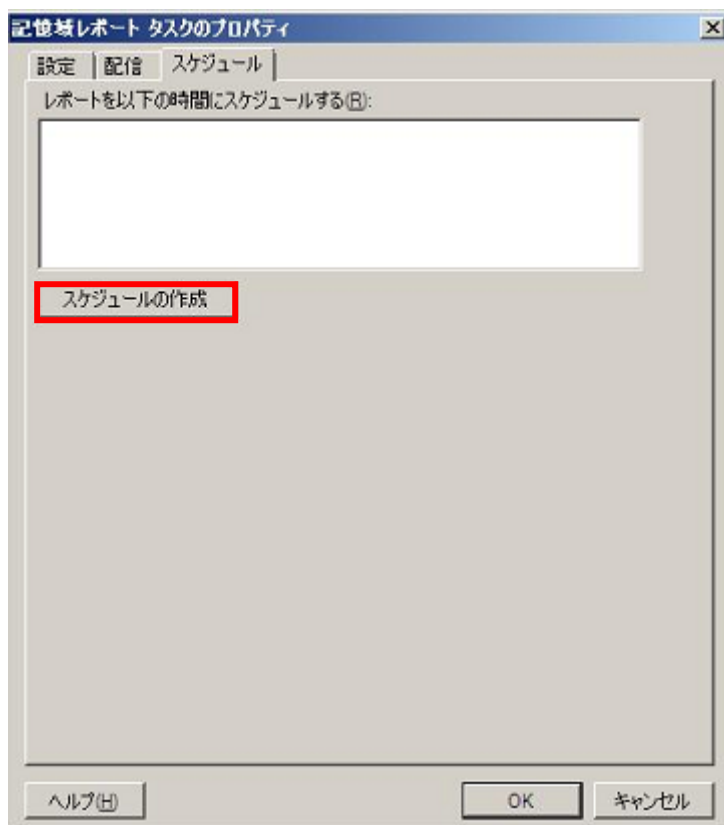 記憶域レポート タスクのプロパティ
設定 配信 スケジュール
レポートを以下の時間にスケジュールする(R):
スケジュールの作成
ヘルプ(H) OK キャンセル